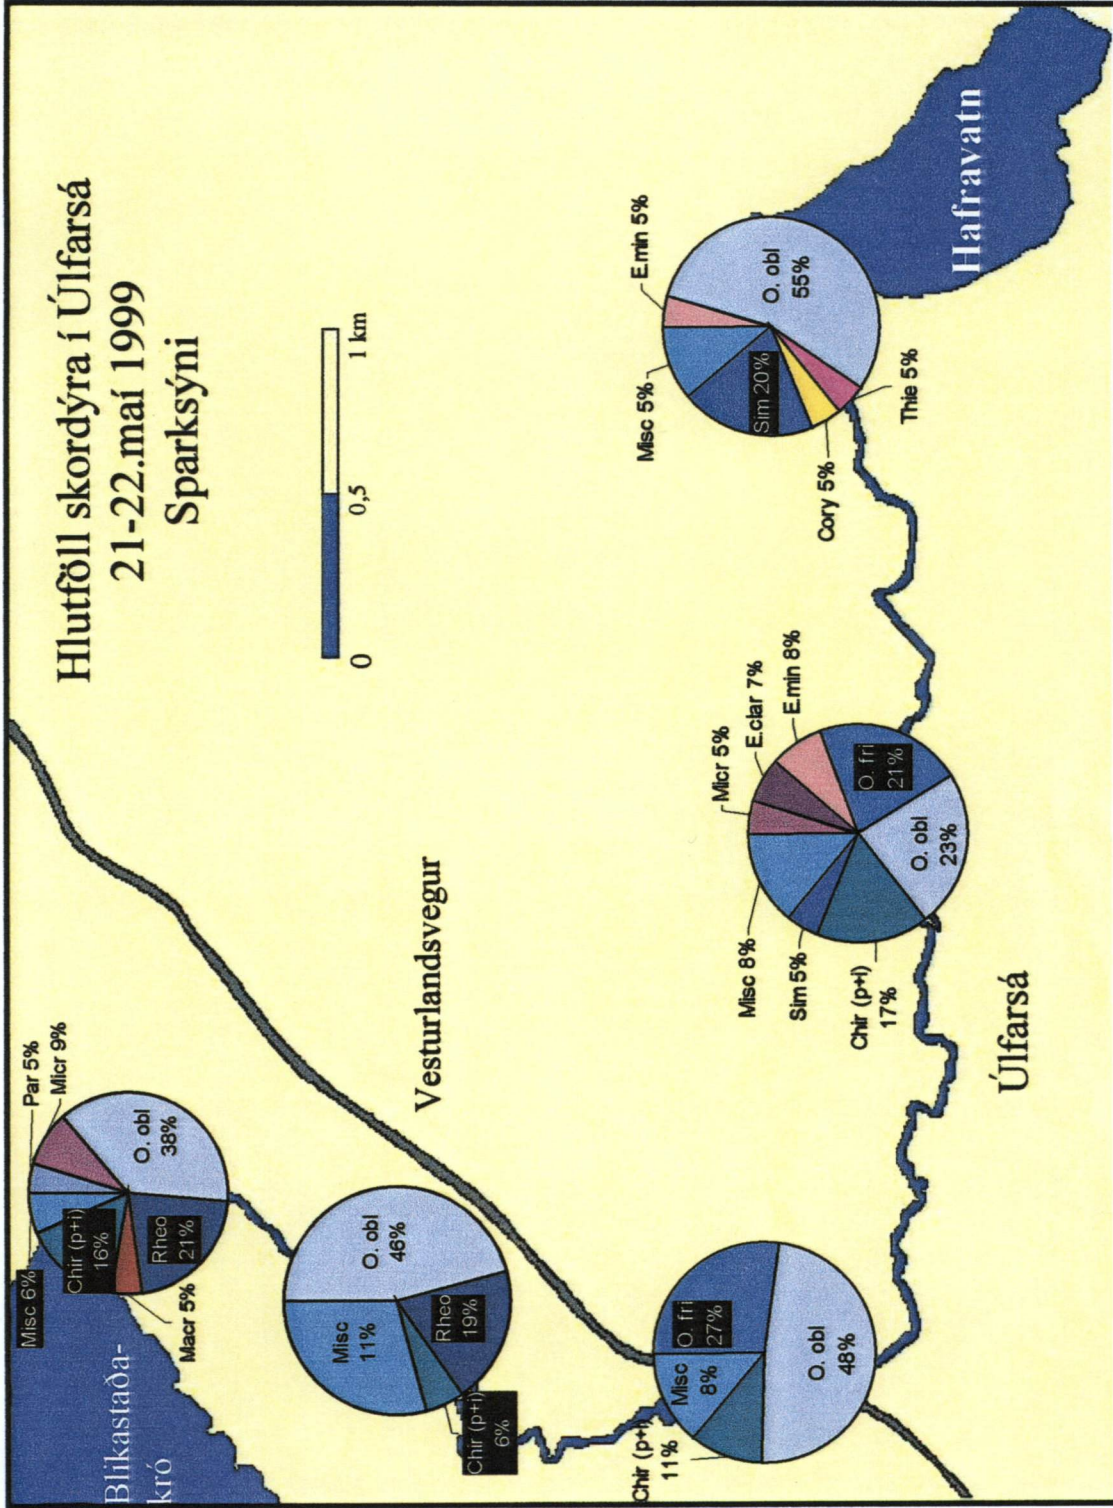 Hlutföll skordýra í Úlfarsá
21-22.maí 1999
Sparksýni
0
0,5
1 km
Blikastaða-
kró
Vesturlandsvegur
Úlfarsá
Hafravatn
Misc 6%
Par 5%
Micr 9%
O. obl
38%
Rheo
21%
Macr 5%
Chir (p+i)
16%
Misc
11%
O. obl
46%
Rheo
19%
Chir (p+i)
6%
Misc
8%
O. fri
27%
O. obl
48%
Chir (p+i)
11%
Misc 8%
Micr 5%
E.clar 7%
E.min 8%
O. fri
21%
O. obl
23%
Chir (p+i)
17%
Sim 5%
Misc 5%
E.min 5%
O. obl
55%
Thie 5%
Cory 5%
Sim 20%